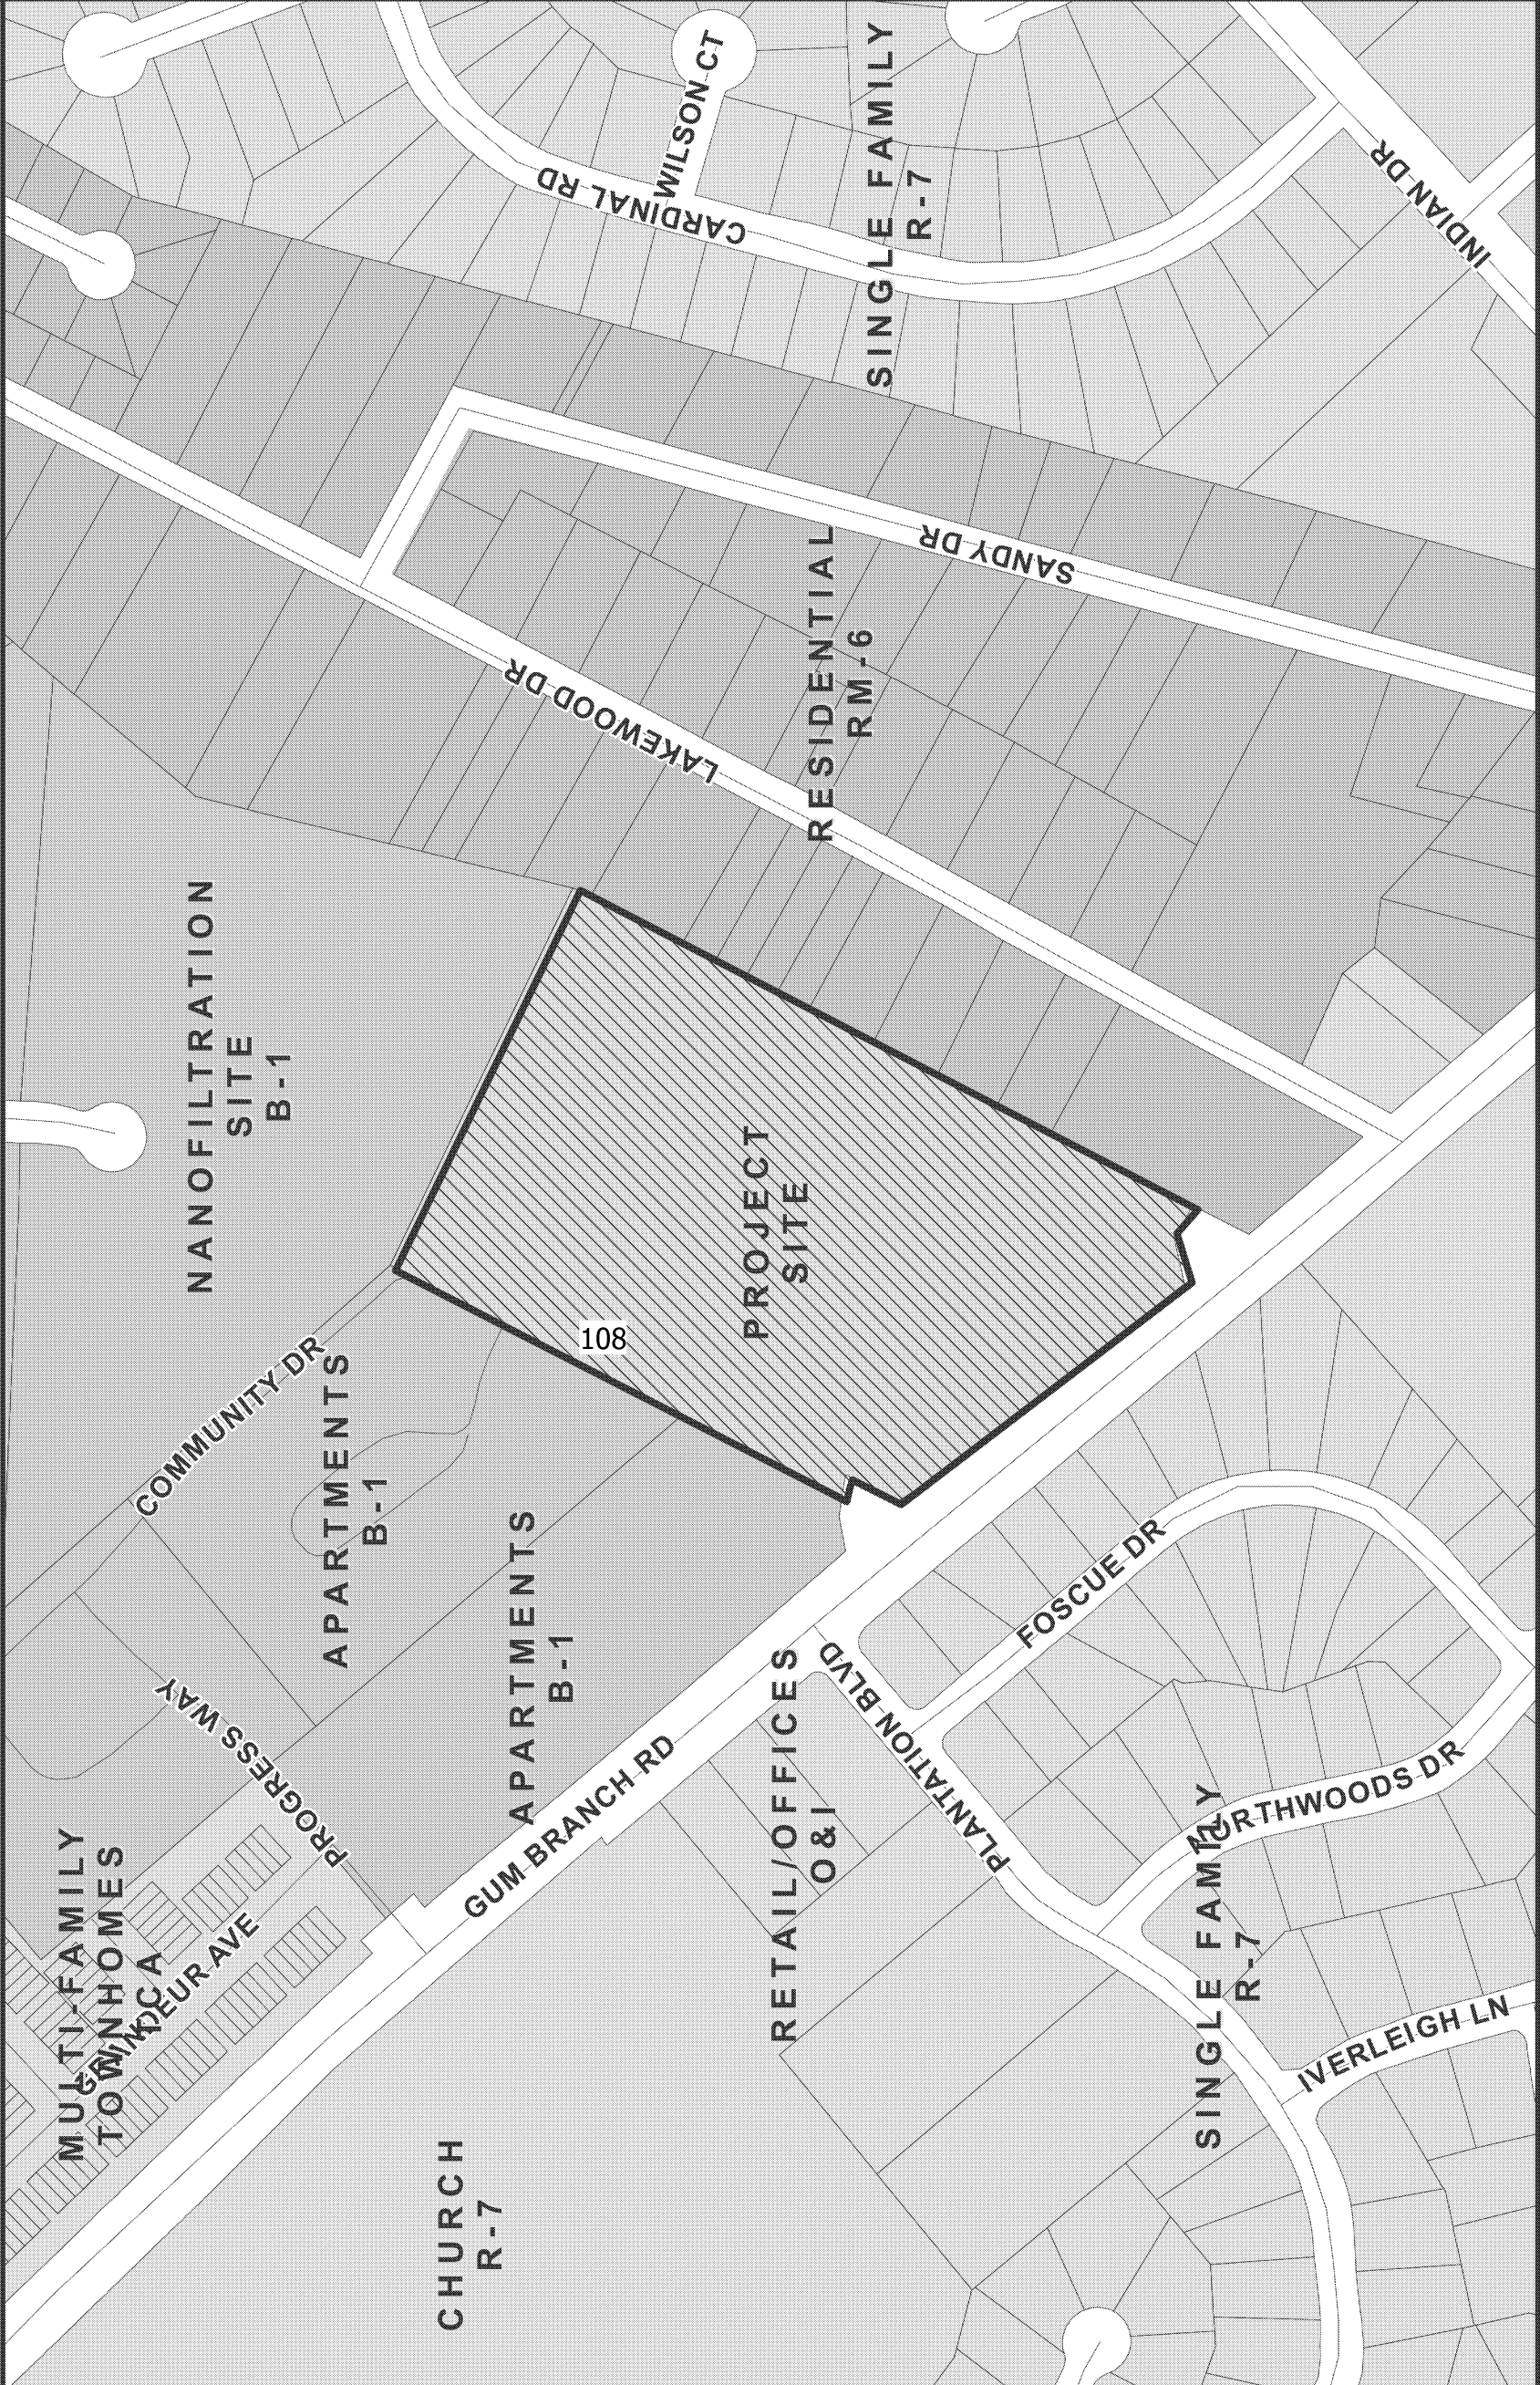 WILSON CT
CARDINAL RD
SINGLE FAMILY
R-7
INDIAN DR
SANDY DR
RESIDENTIAL
RM-6
LAKEWOOD DR
NANOFILTRATION
SITE
B-1
PROJECT
SITE
108
COMMUNITY DR
APARTMENTS
B-1
APARTMENTS
B-1
PROGRESS WAY
GUM BRANCH RD
FOSCUE DR
PLANTATION BLVD
RETAIL/OFFICES
O&I
NORTHWOODS DR
SINGLE FAMILY
R-7
IVERLEIGH LN
MULTI-FAMILY
TOWNHOMES
CHURCH
R-7